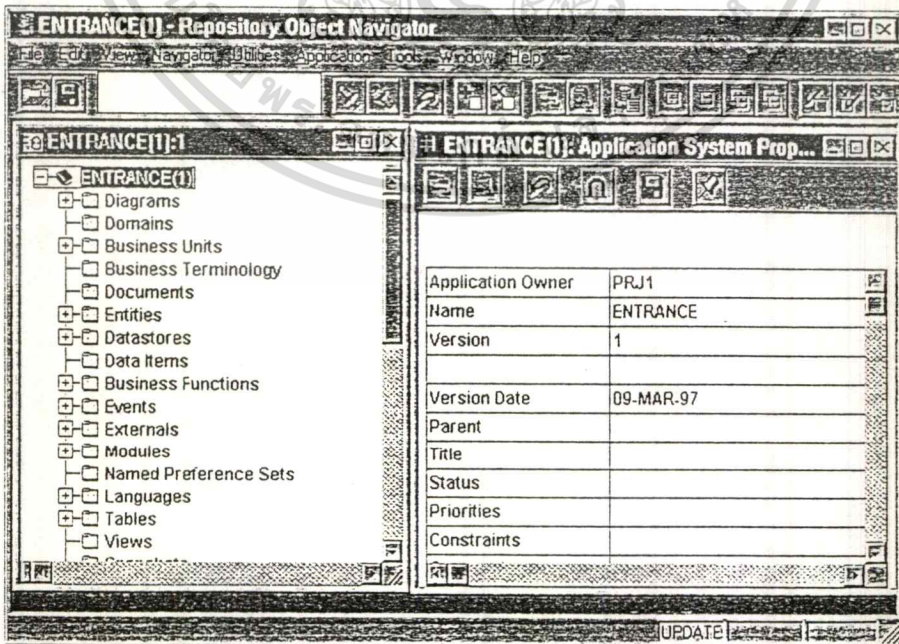 ENTRANCE[1] - Repository Object Navigator
File Edit View Navigator Utilities Application Tools Window Help
ENTRANCE[1]:1
ENTRANCE(1)
Diagrams
Domains
Business Units
Business Terminology
Documents
Entities
Datastores
Data Items
Business Functions
Events
Externals
Modules
Named Preference Sets
Languages
Tables
Views
ENTRANCE[1]: Application System Prop...
Application Owner PRJ1
Name ENTRANCE
Version 1
Version Date 09-MAR-97
Parent
Title
Status
Priorities
Constraints
UPDATE